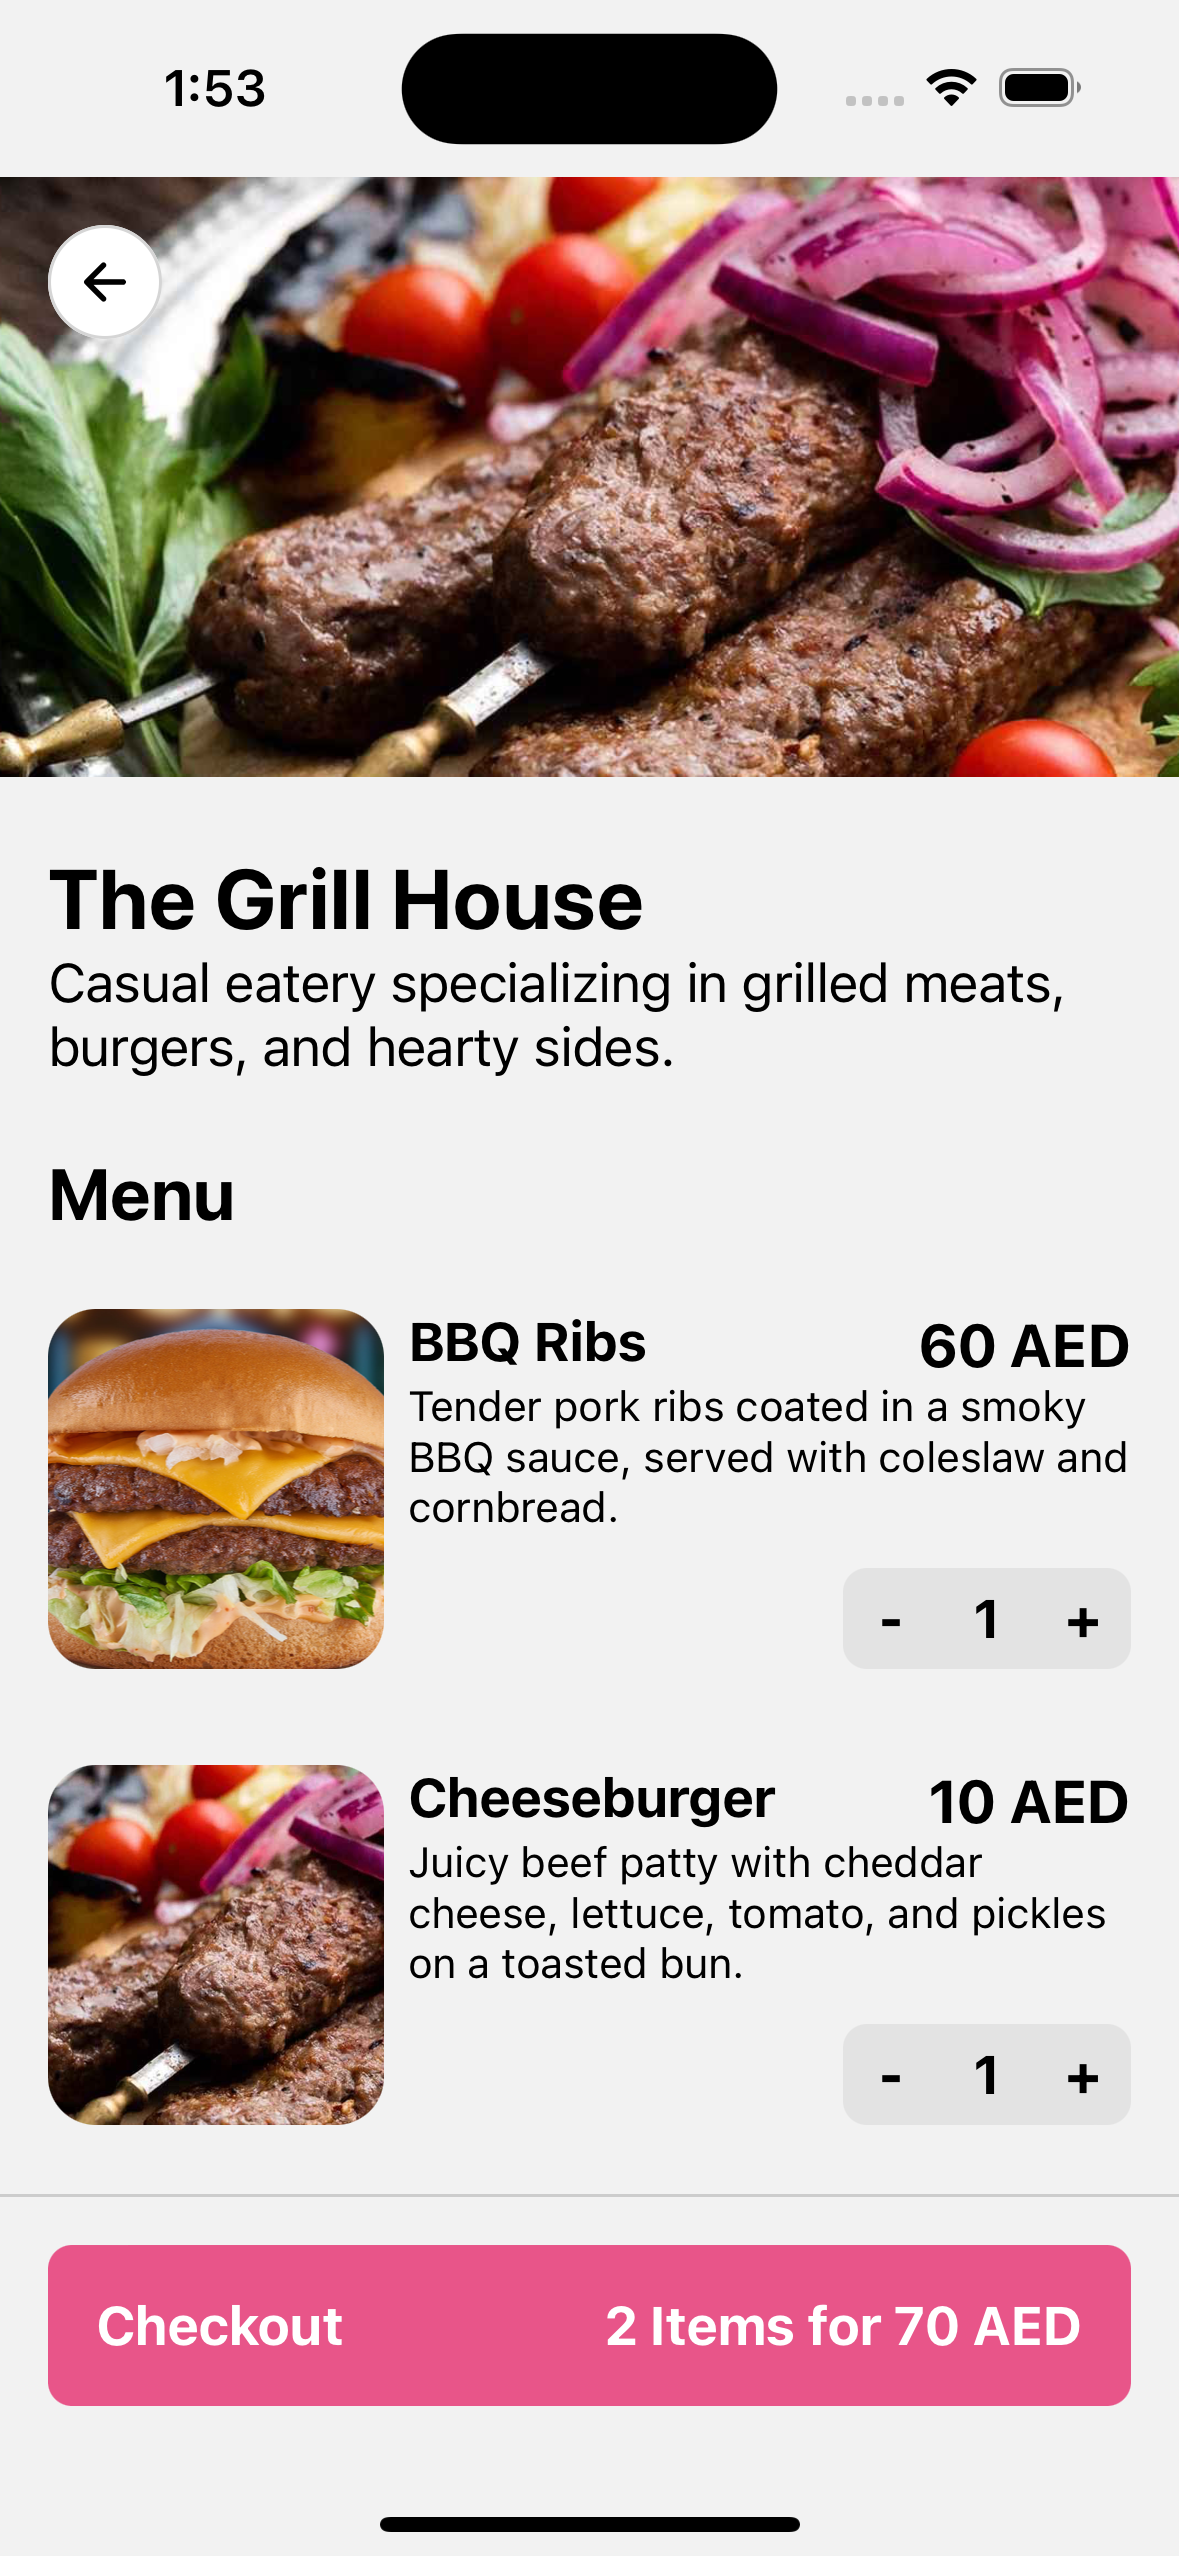 1:53
The Grill House
Casual eatery specializing in grilled meats,
burgers, and hearty sides.
Menu
BBQ Ribs
60 AED
Tender pork ribs coated in a smoky
BBQ sauce, served with coleslaw and
cornbread.
- 1 +
Cheeseburger
10 AED
Juicy beef patty with cheddar
cheese, lettuce, tomato, and pickles
on a toasted bun.
- 1 +
Checkout
2 Items for 70 AED